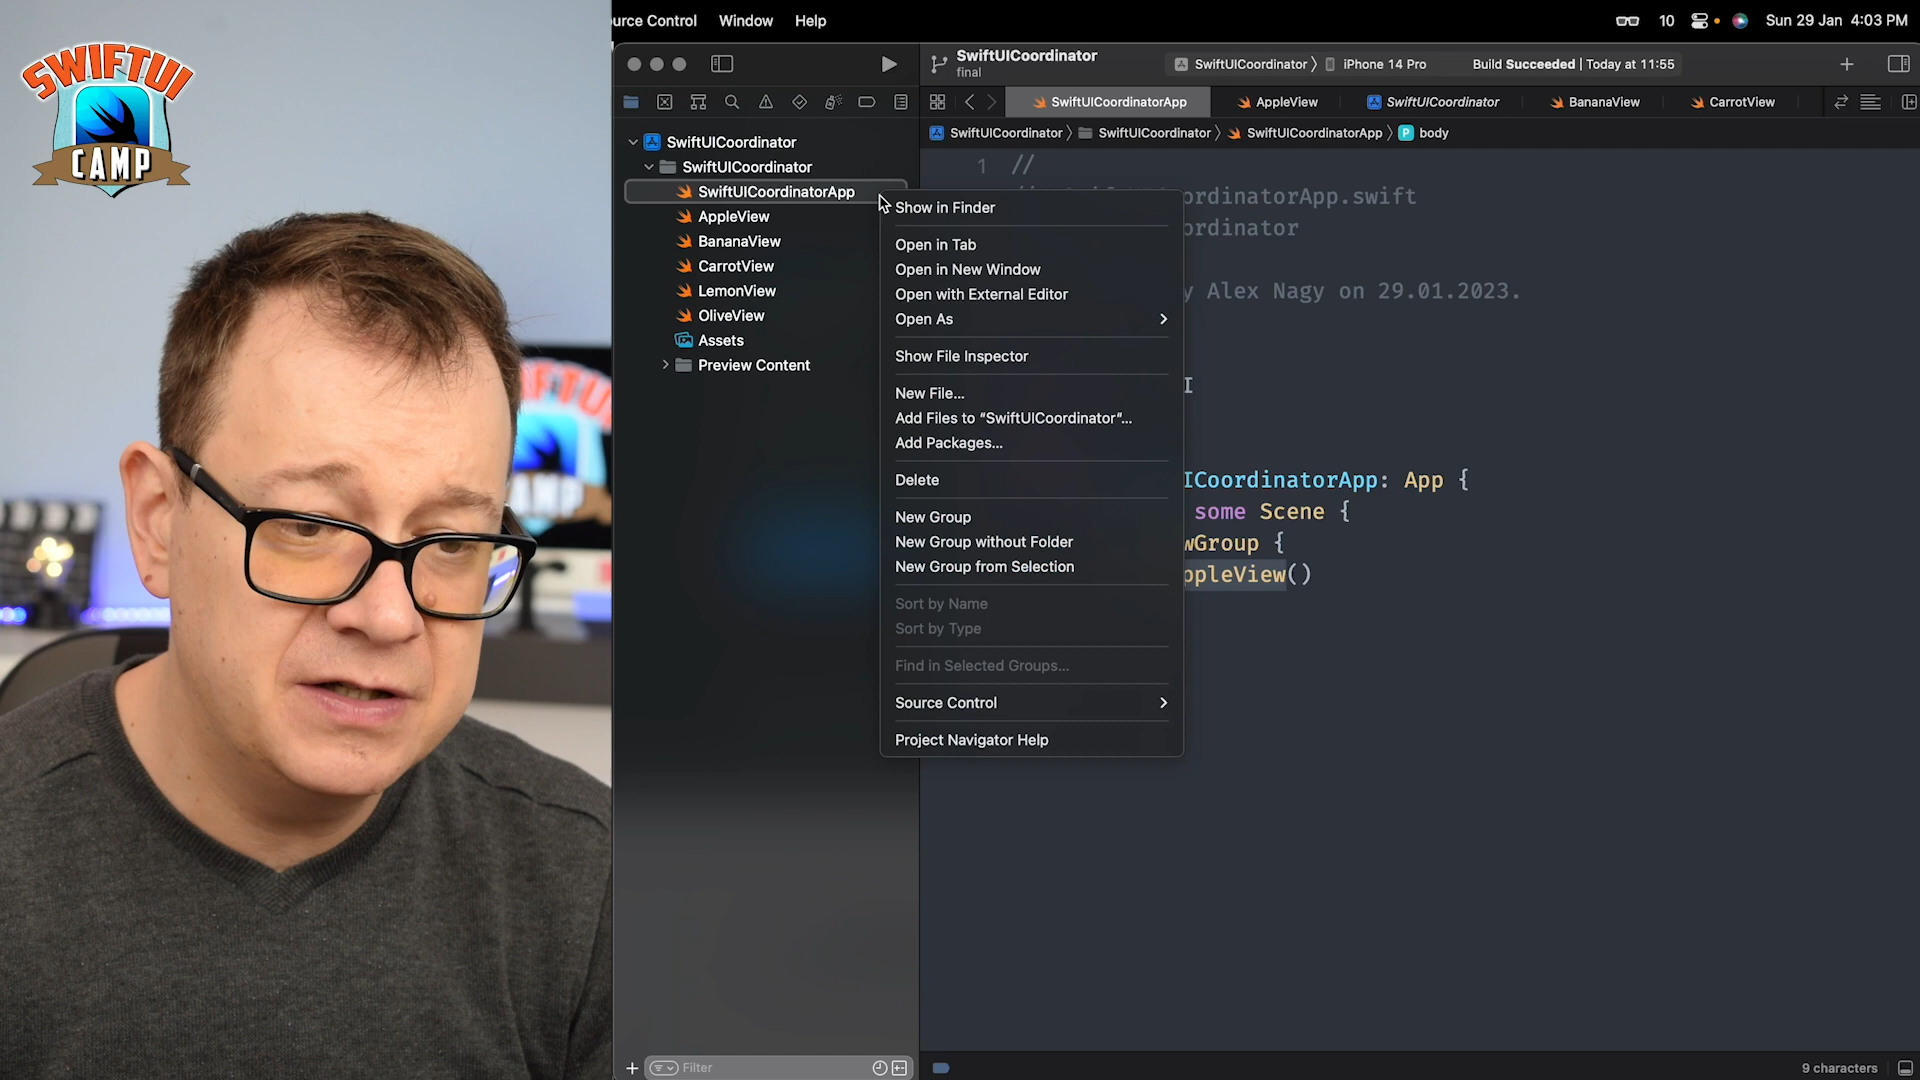 SWIFTUI
CAMP
urce Control Window Help
10 Sun 29 Jan 4:03 PM
SwiftUICoordinator
final
SwiftUICoordinator iPhone 14 Pro Build Succeeded | Today at 11:55
SwiftUICoordinatorApp AppleView SwiftUICoordinator BananaView CarrotView
SwiftUICoordinator SwiftUICoordinator SwiftUICoordinatorApp P body
SwiftUICoordinator
SwiftUICoordinator
SwiftUICoordinatorApp
AppleView
BananaView
CarrotView
LemonView
OliveView
Assets
Preview Content
Show in Finder
Open in Tab
Open in New Window
Open with External Editor
Open As
Show File Inspector
New File...
Add Files to “SwiftUICoordinator”...
Add Packages...
Delete
New Group
New Group without Folder
New Group from Selection
Sort by Name
Sort by Type
Find in Selected Groups...
Source Control
Project Navigator Help
1 //
ordinatorApp.swift
ordinator
y Alex Nagy on 29.01.2023.
I
ICoordinatorApp: App {
some Scene {
wGroup {
ppleView()
Filter
9 characters